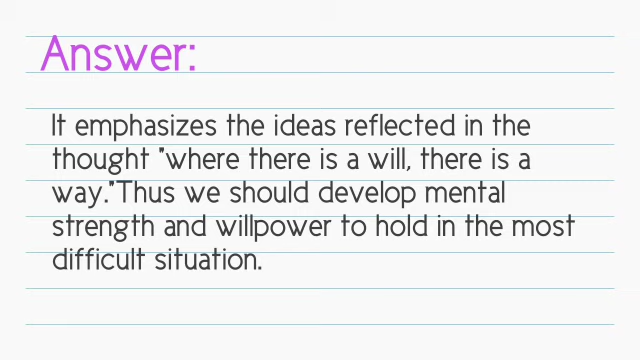 Answer:
It emphasizes the ideas reflected in the
thought "where there is a will, there is a
way."Thus we should develop mental
strength and willpower to hold in the most
difficult situation.